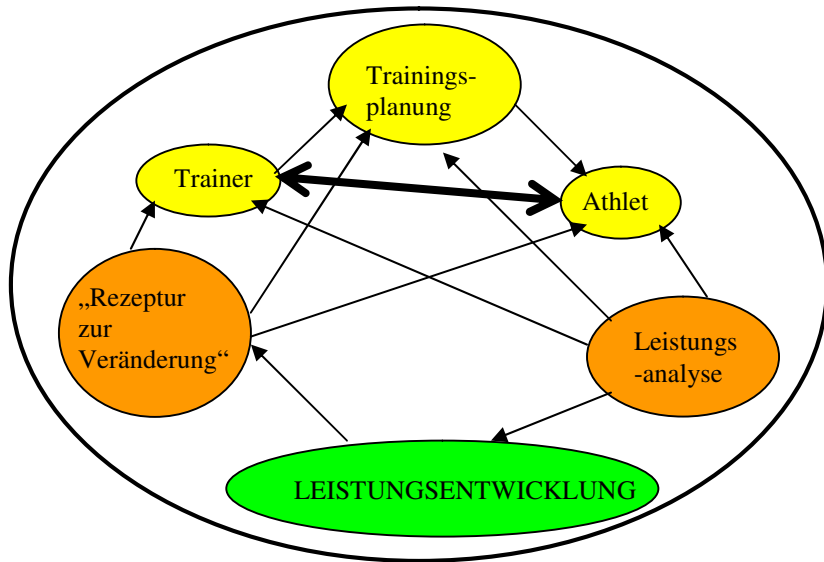 Trainings-
planung
Trainer
Athlet
„Rezeptur
zur
Veränderung“
Leistungs
-analyse
LEISTUNGSENTWICKLUNG